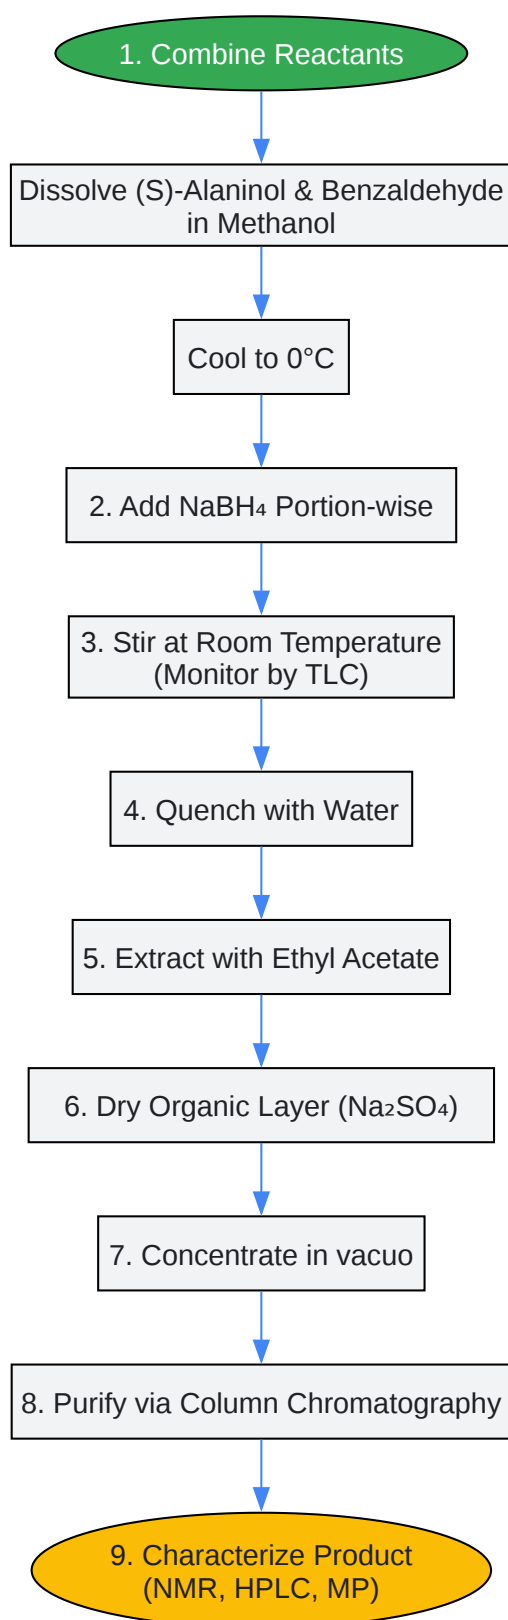 1. Combine Reactants
Dissolve (S)-Alaninol & Benzaldehyde
in Methanol
Cool to 0°C
2. Add NaBH₄ Portion-wise
3. Stir at Room Temperature
(Monitor by TLC)
4. Quench with Water
5. Extract with Ethyl Acetate
6. Dry Organic Layer (Na₂SO₄)
7. Concentrate in vacuo
8. Purify via Column Chromatography
9. Characterize Product
(NMR, HPLC, MP)